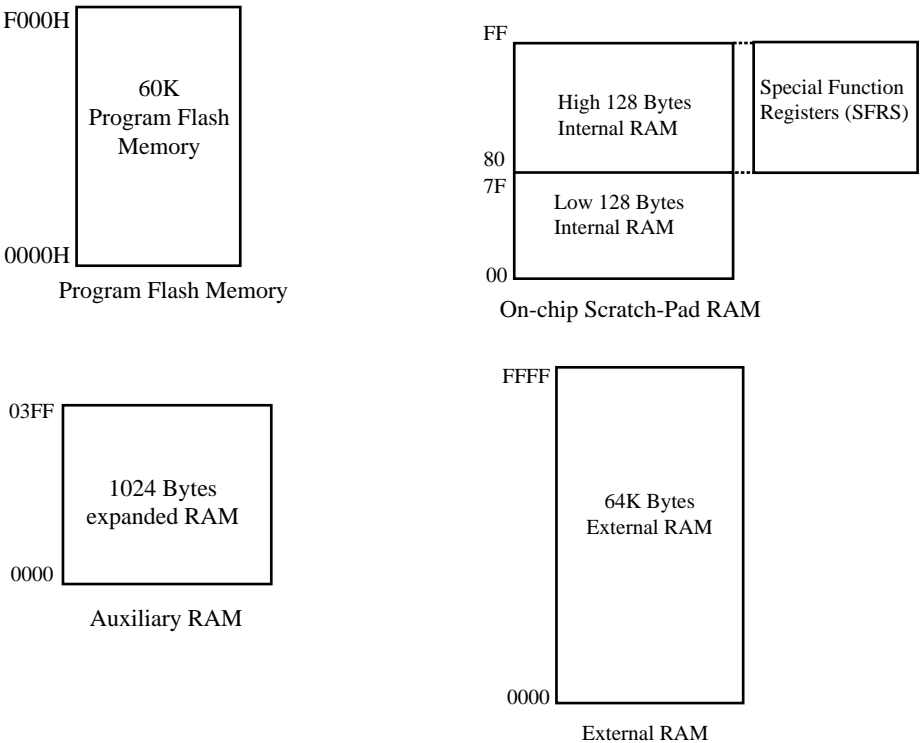 F000H
60K
Program Flash
Memory
0000H
Program Flash Memory
FF
High 128 Bytes
Internal RAM
80
7F
Low 128 Bytes
Internal RAM
00
Special Function
Registers (SFRS)
On-chip Scratch-Pad RAM
03FF
1024 Bytes
expanded RAM
0000
Auxiliary RAM
FFFF
64K Bytes
External RAM
0000
External RAM